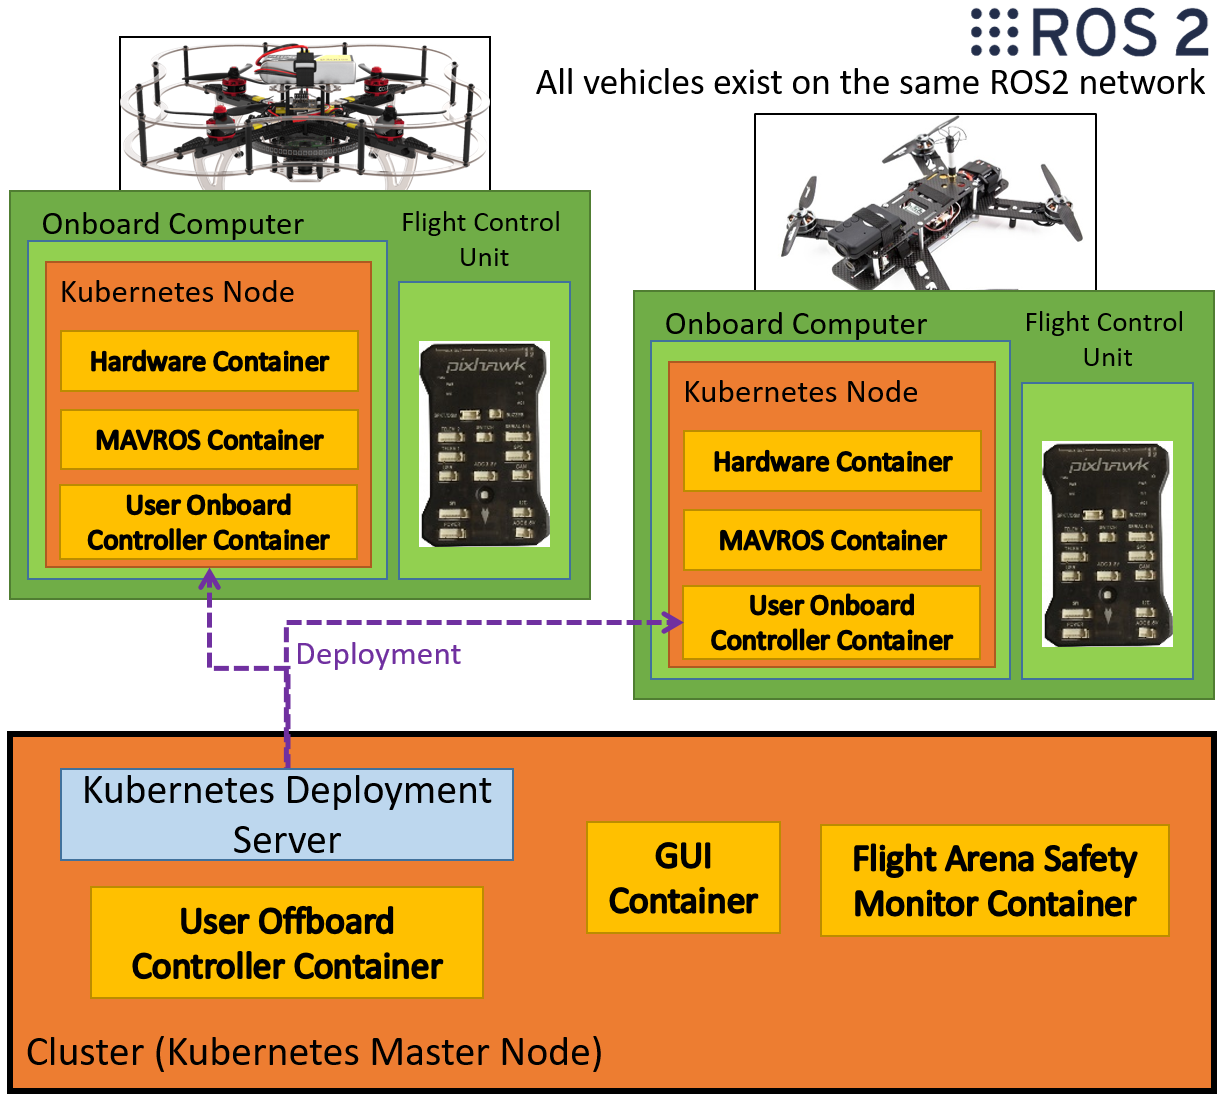 ROS 2
All vehicles exist on the same ROS2 network
Onboard Computer
Flight Control
Unit
Kubernetes Node
Hardware Container
MAVROS Container
User Onboard
Controller Container
pixhawk
Onboard Computer
Flight Control
Unit
Kubernetes Node
Hardware Container
MAVROS Container
User Onboard
Controller Container
pixhawk
Deployment
Kubernetes Deployment
Server
User Offboard
Controller Container
GUI
Container
Flight Arena Safety
Monitor Container
Cluster (Kubernetes Master Node)